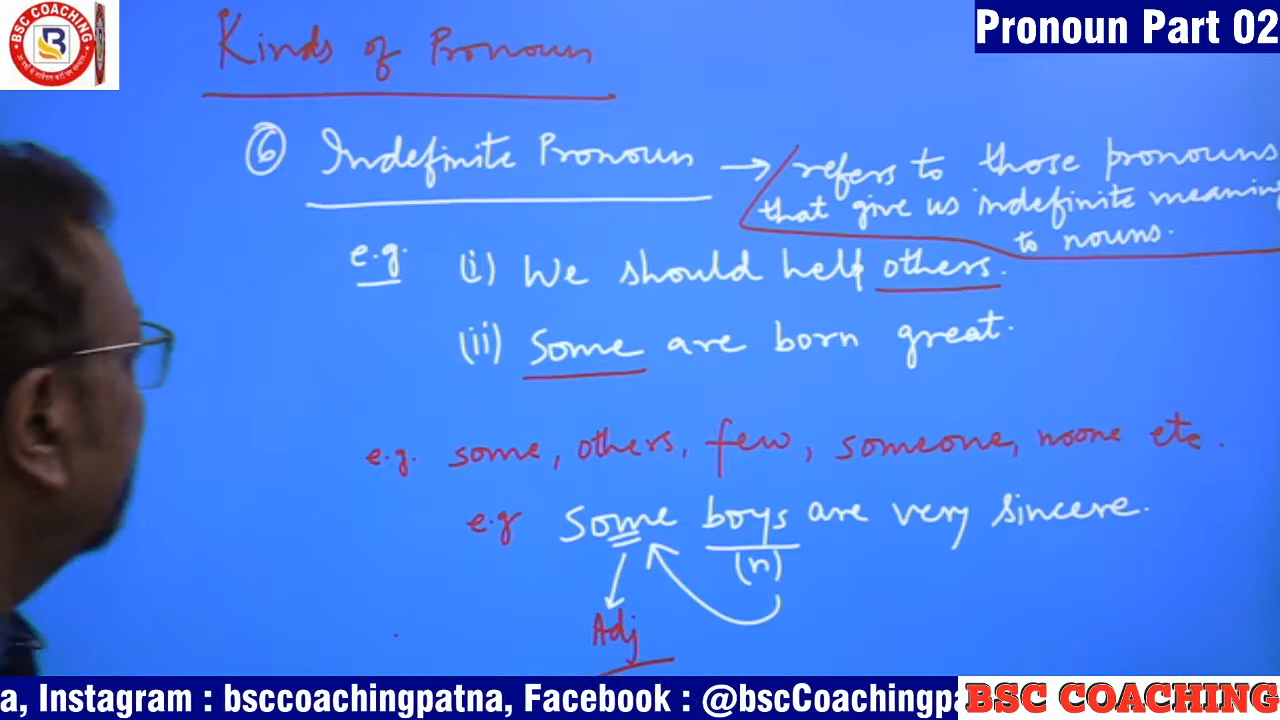 BSC COACHING
Pronoun Part 02
Kinds of Pronoun
6 Indefinite Pronoun → refers to those pronouns
that give us indefinite meaning
to nouns.
e.g. (i) We should help others.
(ii) Some are born great.
e.g. some, others, few, someone, noone etc.
e.g Some boys are very sincere.
(n)
Adj
a, Instagram : bsccoachingpatna, Facebook : @bscCoachingpa
BSC COACHING